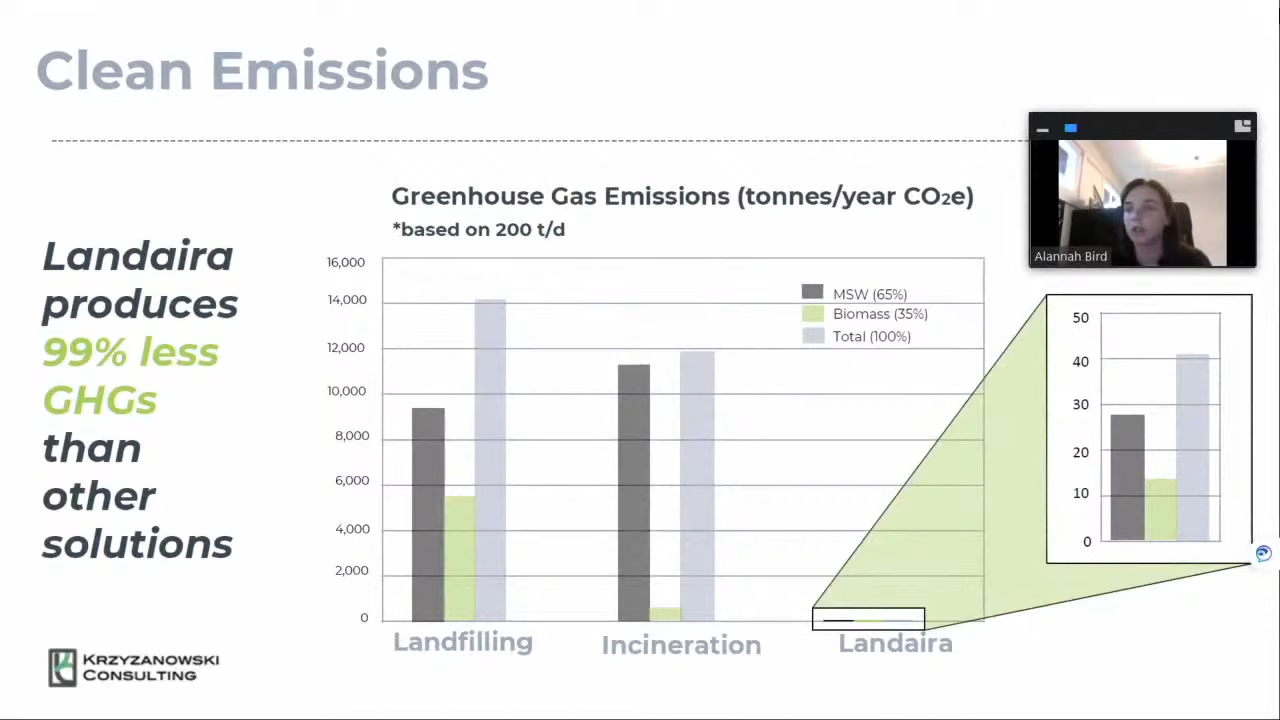 Clean Emissions
Landaira
produces
99% less
GHGs
than
other
solutions
Greenhouse Gas Emissions (tonnes/year CO2e)
*based on 200 t/d
16,000
14,000
12,000
10,000
8,000
6,000
4,000
2,000
0
MSW (65%)
Biomass (35%)
Total (100%)
Landfilling
Incineration
Landaira
50
40
30
20
10
0
Alannah Bird
KRZYZANOWSKI
CONSULTING